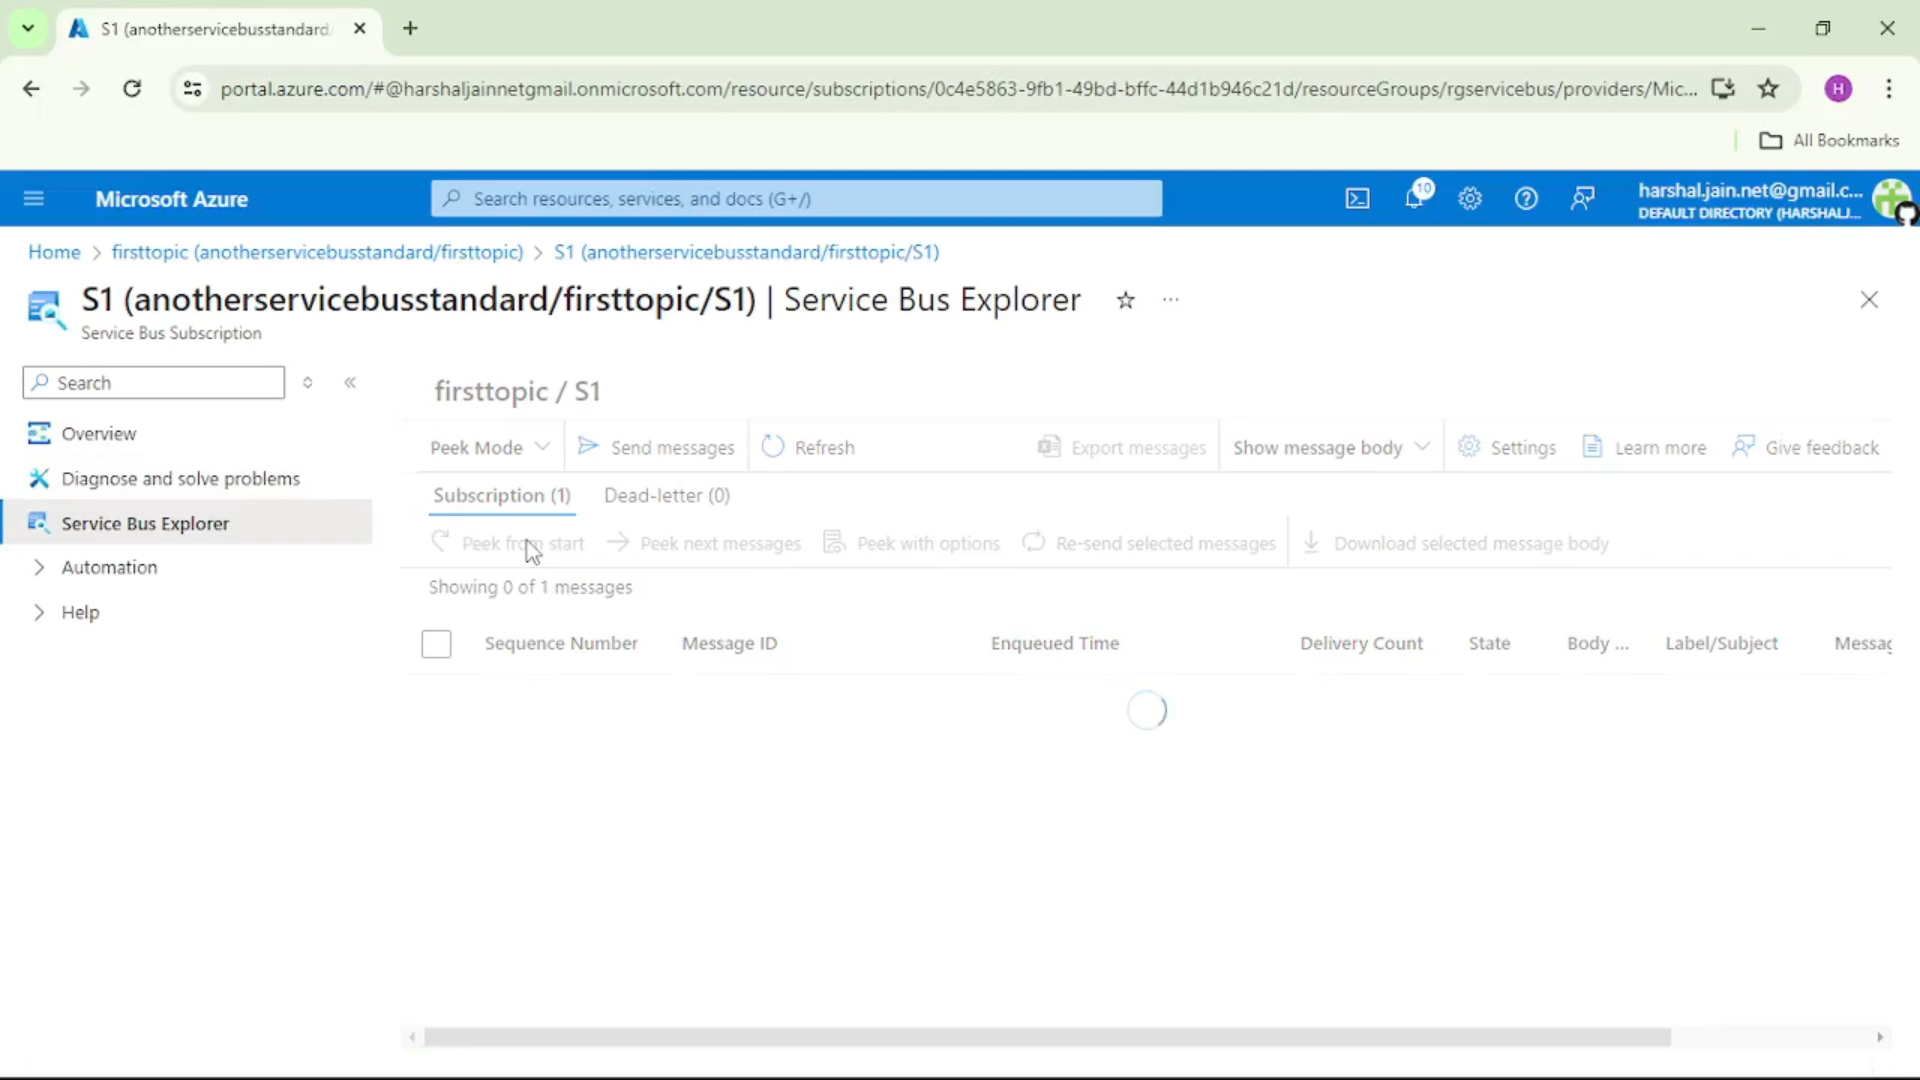 S1 (anotherservicebusstandard/
portal.azure.com/#@harshaljainnetgmail.onmicrosoft.com/resource/subscriptions/0c4e5863-9fb1-49bd-bffc-44d1b946c21d/resourceGroups/rgservicebus/providers/Mic...
H
All Bookmarks
Microsoft Azure
Search resources, services, and docs (G+/)
10
harshal.jain.net@gmail.c...
DEFAULT DIRECTORY (HARSHALJ...
Home > firsttopic (anotherservicebusstandard/firsttopic) > S1 (anotherservicebusstandard/firsttopic/S1)
S1 (anotherservicebusstandard/firsttopic/S1) | Service Bus Explorer
Service Bus Subscription
Search
Overview
Diagnose and solve problems
Service Bus Explorer
Automation
Help
firsttopic / S1
Peek Mode Send messages Refresh Export messages Show message body Settings Learn more Give feedback
Subscription (1) Dead-letter (0)
Peek from start Peek next messages Peek with options Re-send selected messages Download selected message body
Showing 0 of 1 messages
Sequence Number Message ID Enqueued Time Delivery Count State Body ... Label/Subject Messag